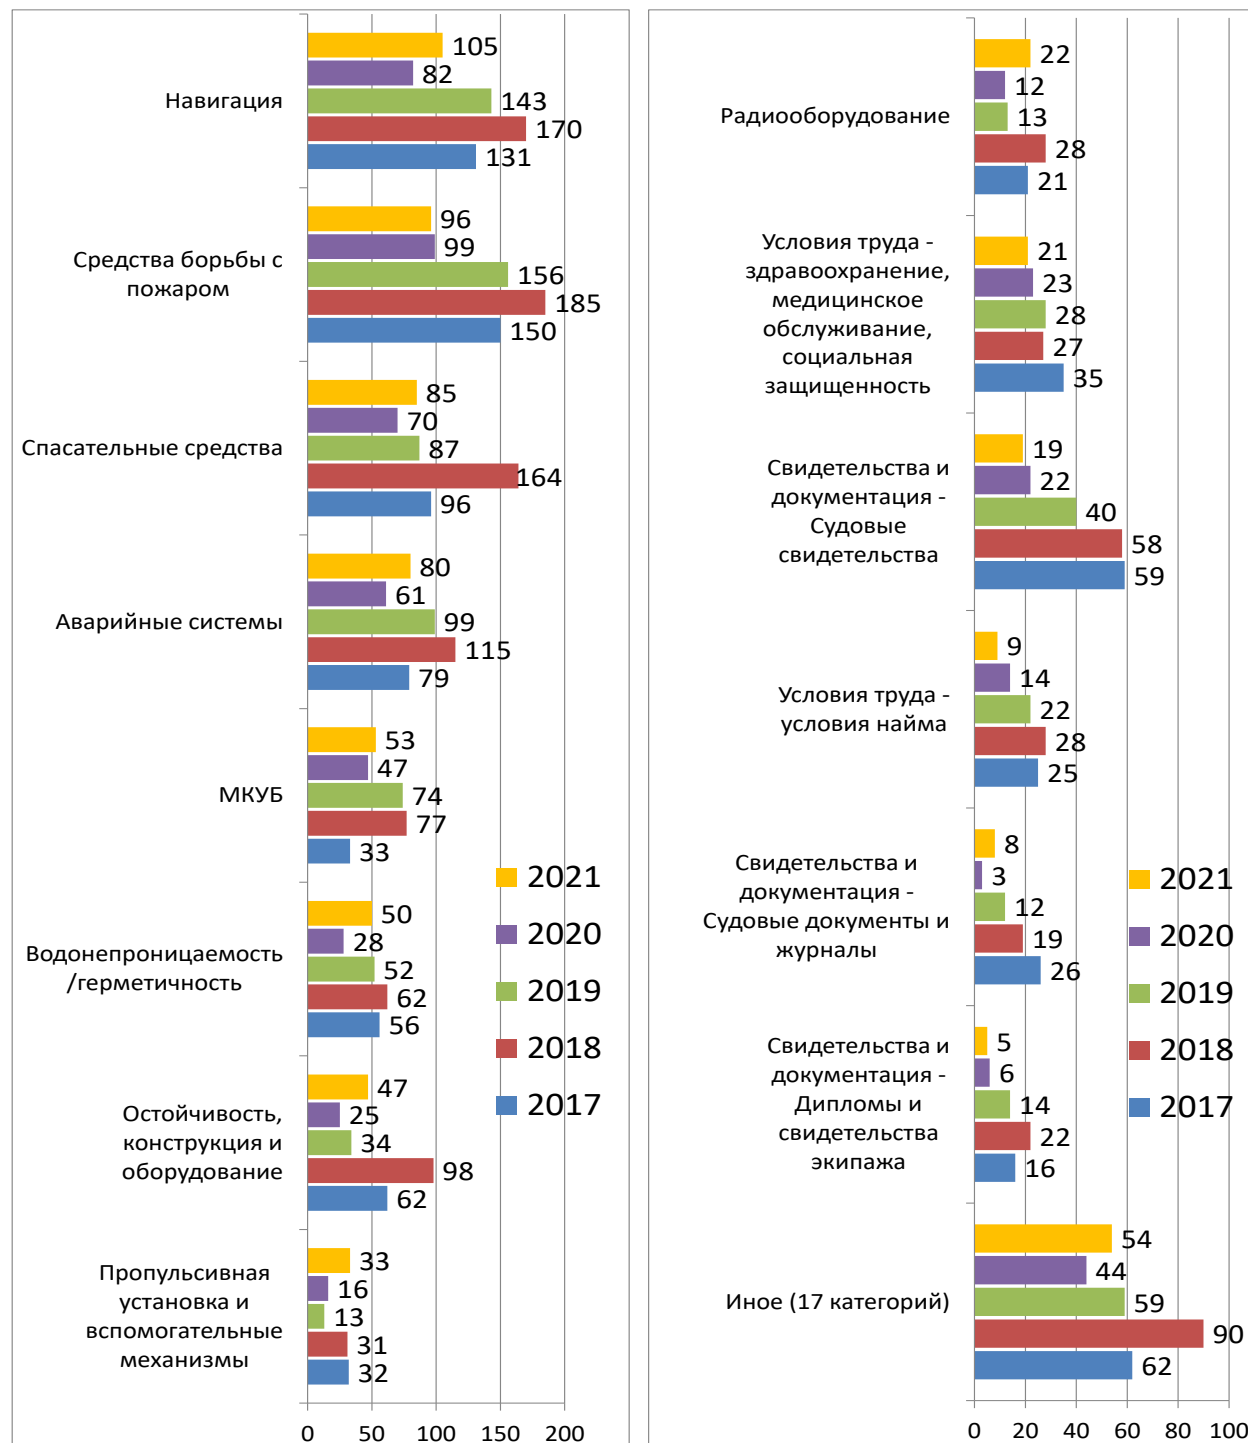 105
82
Навигация
143
170
131
96
99
Средства борьбы с
пожаром
156
185
150
85
70
Спасательные средства
87
164
96
80
61
Аварийные системы
99
115
79
53
47
МКУБ
74
77
33
50
28
Водонепроницаемость
/герметичность
52
62
56
47
25
Остойчивость,
конструкция и
оборудование
34
98
62
33
16
Пропульсивная
установка и
вспомогательные
механизмы
13
31
32
2021
2020
2019
2018
2017
0 50 100 150 200
22
12
Радиооборудование
13
28
21
Условия труда -
здравоохранение,
медицинское
обслуживание,
социальная
защищенность
21
23
28
27
35
Свидетельства и
документация -
Судовые
свидетельства
19
22
40
58
59
9
14
Условия труда -
условия найма
22
28
25
Свидетельства и
документация -
Судовые документы и
журналы
8
3
12
19
26
Свидетельства и
документация -
Дипломы и
свидетельства
экипажа
5
6
14
22
16
54
44
Иное (17 категорий)
59
90
62
2021
2020
2019
2018
2017
0 20 40 60 80 100